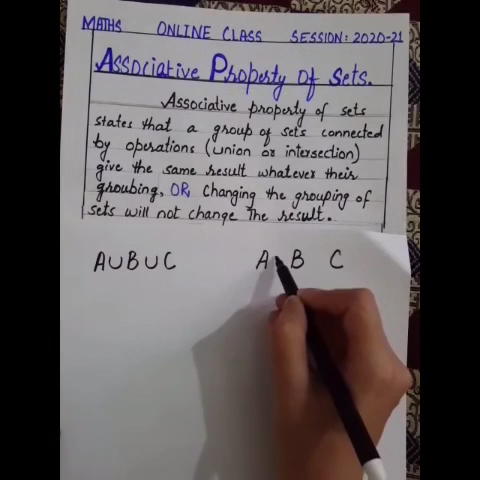 MATHS ONLINE CLASS SESSION: 2020-21
Associative Property Of Sets.
Associative property of sets
states that a group of sets connected
by operations (union or intersection)
give the same result whatever their
groubing, OR, Changing the grouping of
sets will not change the result.
A∪B∪C A B C